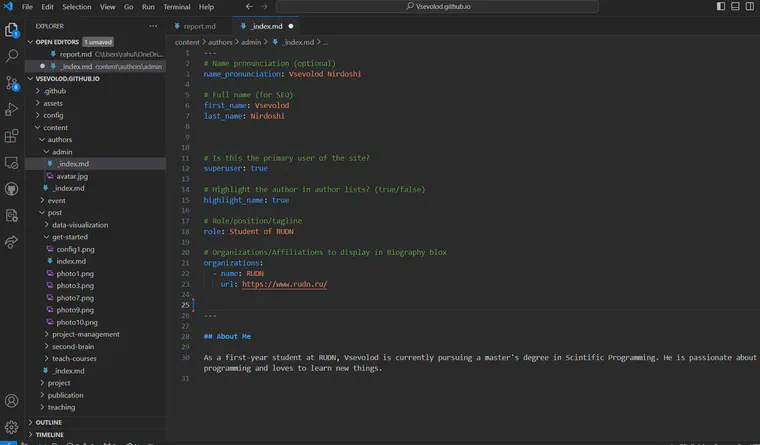 File Edit Selection View Go Run Terminal Help
Vsevolod.github.io
EXPLORER
OPEN EDITORS 1 unsaved
report.md C:\Users\rahul\OneDri...
_index.md content\authors\admin
VSEVOLOD.GITHUB.IO
.github
assets
config
content
authors
admin
_index.md
avatar.jpg
_index.md
event
post
data-visualization
get-started
config1.png
index.md
photo1.png
photo3.png
photo7.png
photo9.png
photo10.png
project-management
second-brain
teach-courses
_index.md
project
publication
teaching
OUTLINE
TIMELINE
report.md
_index.md
content > authors > admin > _index.md > ...
1 ---
2 # Name pronunciation (optional)
3 name_pronunciation: Vsevolod Nirdoshi
4
5 # Full name (for SEO)
6 first_name: Vsevolod
7 last_name: Nirdoshi
8
9
10
11 # Is this the primary user of the site?
12 superuser: true
13
14 # Highlight the author in author lists? (true/false)
15 highlight_name: true
16
17 # Role/position/tagline
18 role: Student of RUDN
19
20 # Organizations/Affiliations to display in Biography blox
21 organizations:
22 - name: RUDN
23 url: https://www.rudn.ru/
24
25
26 ---
27
28 ## About Me
29
30 As a first-year student at RUDN, Vsevolod is currently pursuing a master's degree in Scintific Programming. He is passionate about
programming and loves to learn new things.
31